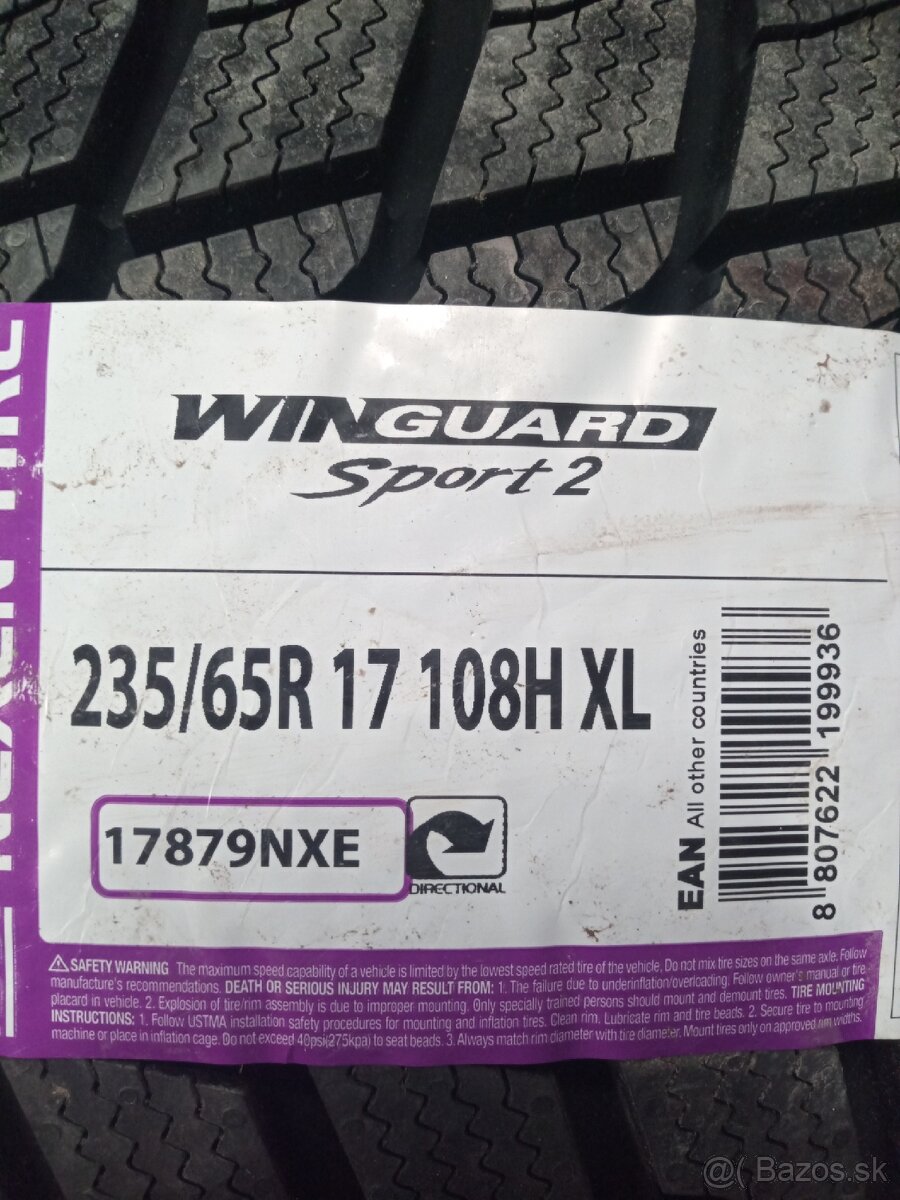 NEXEN TIRE
WINGUARD
Sport 2
235/65R 17 108H XL
17879NXE
DIRECTIONAL
EAN All other countries
8 807622 199936
SAFETY WARNING The maximum speed capability of a vehicle is limited by the lowest speed rated tire of the vehicle, Do not mix tire sizes on the same axle. Follow
manufacture's recommendations. DEATH OR SERIOUS INJURY MAY RESULT FROM: 1. The failure due to underinflation/overloading. Follow owner's manual or tire
placard in vehicle. 2. Explosion of tire/rim assembly is due to improper mounting. Only specially trained persons should mount and demount tires. TIRE MOUNTING
INSTRUCTIONS: 1. Follow USTMA installation safety procedures for mounting and inflation tires. Clean rim. Lubricate rim and tire beads. 2. Secure tire to mounting
machine or place in inflation cage. Do not exceed 40psi(275kpa) to seat beads. 3. Always match rim diameter with tire diameter. Mount tires only on approved rim widths.
@( Bazos.sk